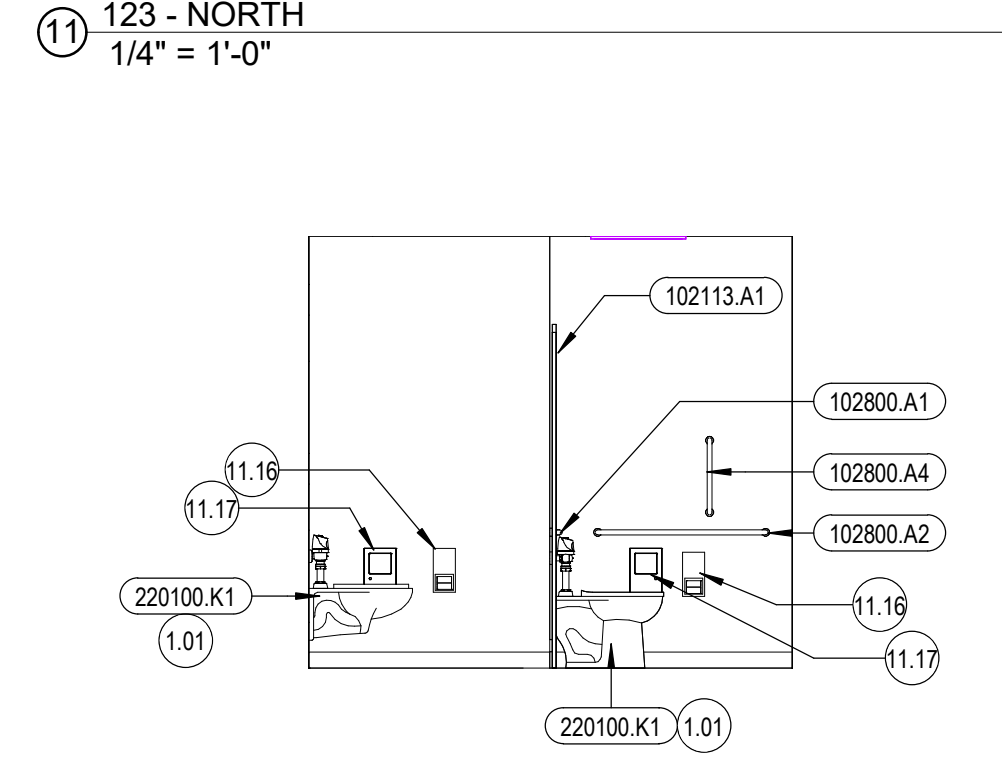 11
123 - NORTH
1/4" = 1'-0"
102113.A1
102800.A1
11.16
102800.A4
11.17
102800.A2
220100.K1
11.16
1.01
11.17
220100.K1
1.01